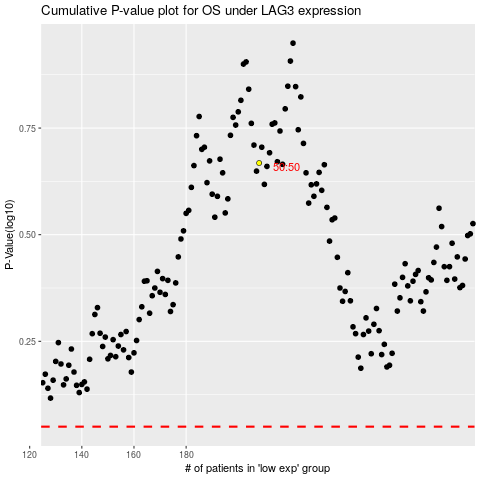 Cumulative P-value plot for OS under LAG3 expression
P-Value(log10)
0.75
0.50
0.25
50:50
120 140 160 180
# of patients in 'low exp' group